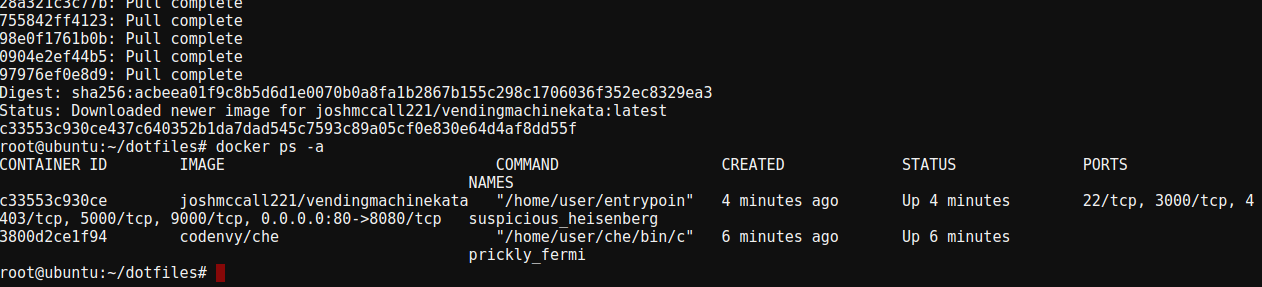 28a321c3c77b: Pull complete
755842ff4123: Pull complete
98e0f1761b0b: Pull complete
0904e2ef44b5: Pull complete
97976ef0e8d9: Pull complete
Digest: sha256:acbeea01f9c8b5d6d1e0070b0a8fa1b2867b155c298c1706036f352ec8329ea3
Status: Downloaded newer image for joshmccall221/vendingmachinekata:latest
c33553c930ce437c640352b1da7dad545c7593c89a05cf0e830e64d4af8dd55f
root@ubuntu:~/dotfiles# docker ps -a
CONTAINER ID        IMAGE                              COMMAND                  CREATED             STATUS              PORTS
                                                    NAMES
c33553c930ce        joshmccall221/vendingmachinekata   "/home/user/entrypoin"   4 minutes ago       Up 4 minutes        22/tcp, 3000/tcp, 4
403/tcp, 5000/tcp, 9000/tcp, 0.0.0.0:80->8080/tcp   suspicious_heisenberg
3800d2ce1f94        codenvy/che                        "/home/user/che/bin/c"   6 minutes ago       Up 6 minutes
                                                    prickly_fermi
root@ubuntu:~/dotfiles#